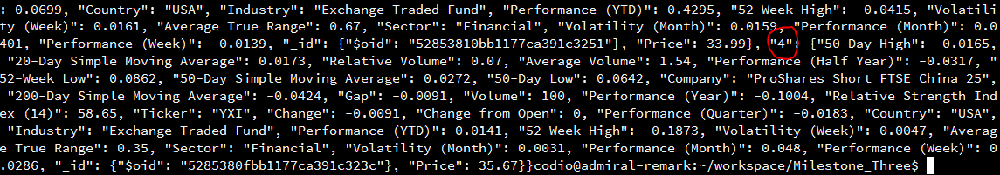 : 0.0699, "Country": "USA", "Industry": "Exchange Traded Fund", "Performance (YTD)": 0.4295, "52-Week High": -0.0415, "Volatili
ty (Week)": 0.0161, "Average True Range": 0.67, "Sector": "Financial", "Volatility (Month)": 0.0159, "Performance (Month)": 0.0
401, "Performance (Week)": -0.0139, "_id": {"$oid": "52853810bb1177ca391c3251"}, "Price": 33.99}, "4": {"50-Day High": -0.0165,
"20-Day Simple Moving Average": 0.0173, "Relative Volume": 0.07, "Average Volume": 1.54, "Performance (Half Year)": -0.0317, "
52-Week Low": 0.0862, "50-Day Simple Moving Average": 0.0272, "50-Day Low": 0.0642, "Company": "ProShares Short FTSE China 25",
"200-Day Simple Moving Average": -0.0424, "Gap": -0.0091, "Volume": 100, "Performance (Year)": -0.1004, "Relative Strength Ind
ex (14)": 58.65, "Ticker": "YXI", "Change": -0.0091, "Change from Open": 0, "Performance (Quarter)": -0.0183, "Country": "USA",
"Industry": "Exchange Traded Fund", "Performance (YTD)": 0.0141, "52-Week High": -0.1873, "Volatility (Week)": 0.0047, "Averag
e True Range": 0.35, "Sector": "Financial", "Volatility (Month)": 0.0031, "Performance (Month)": 0.048, "Performance (Week)": 0
.0286, "_id": {"$oid": "5285380fbb1177ca391c323c"}, "Price": 35.67}}codio@admiral-remark:~/workspace/Milestone_Three$